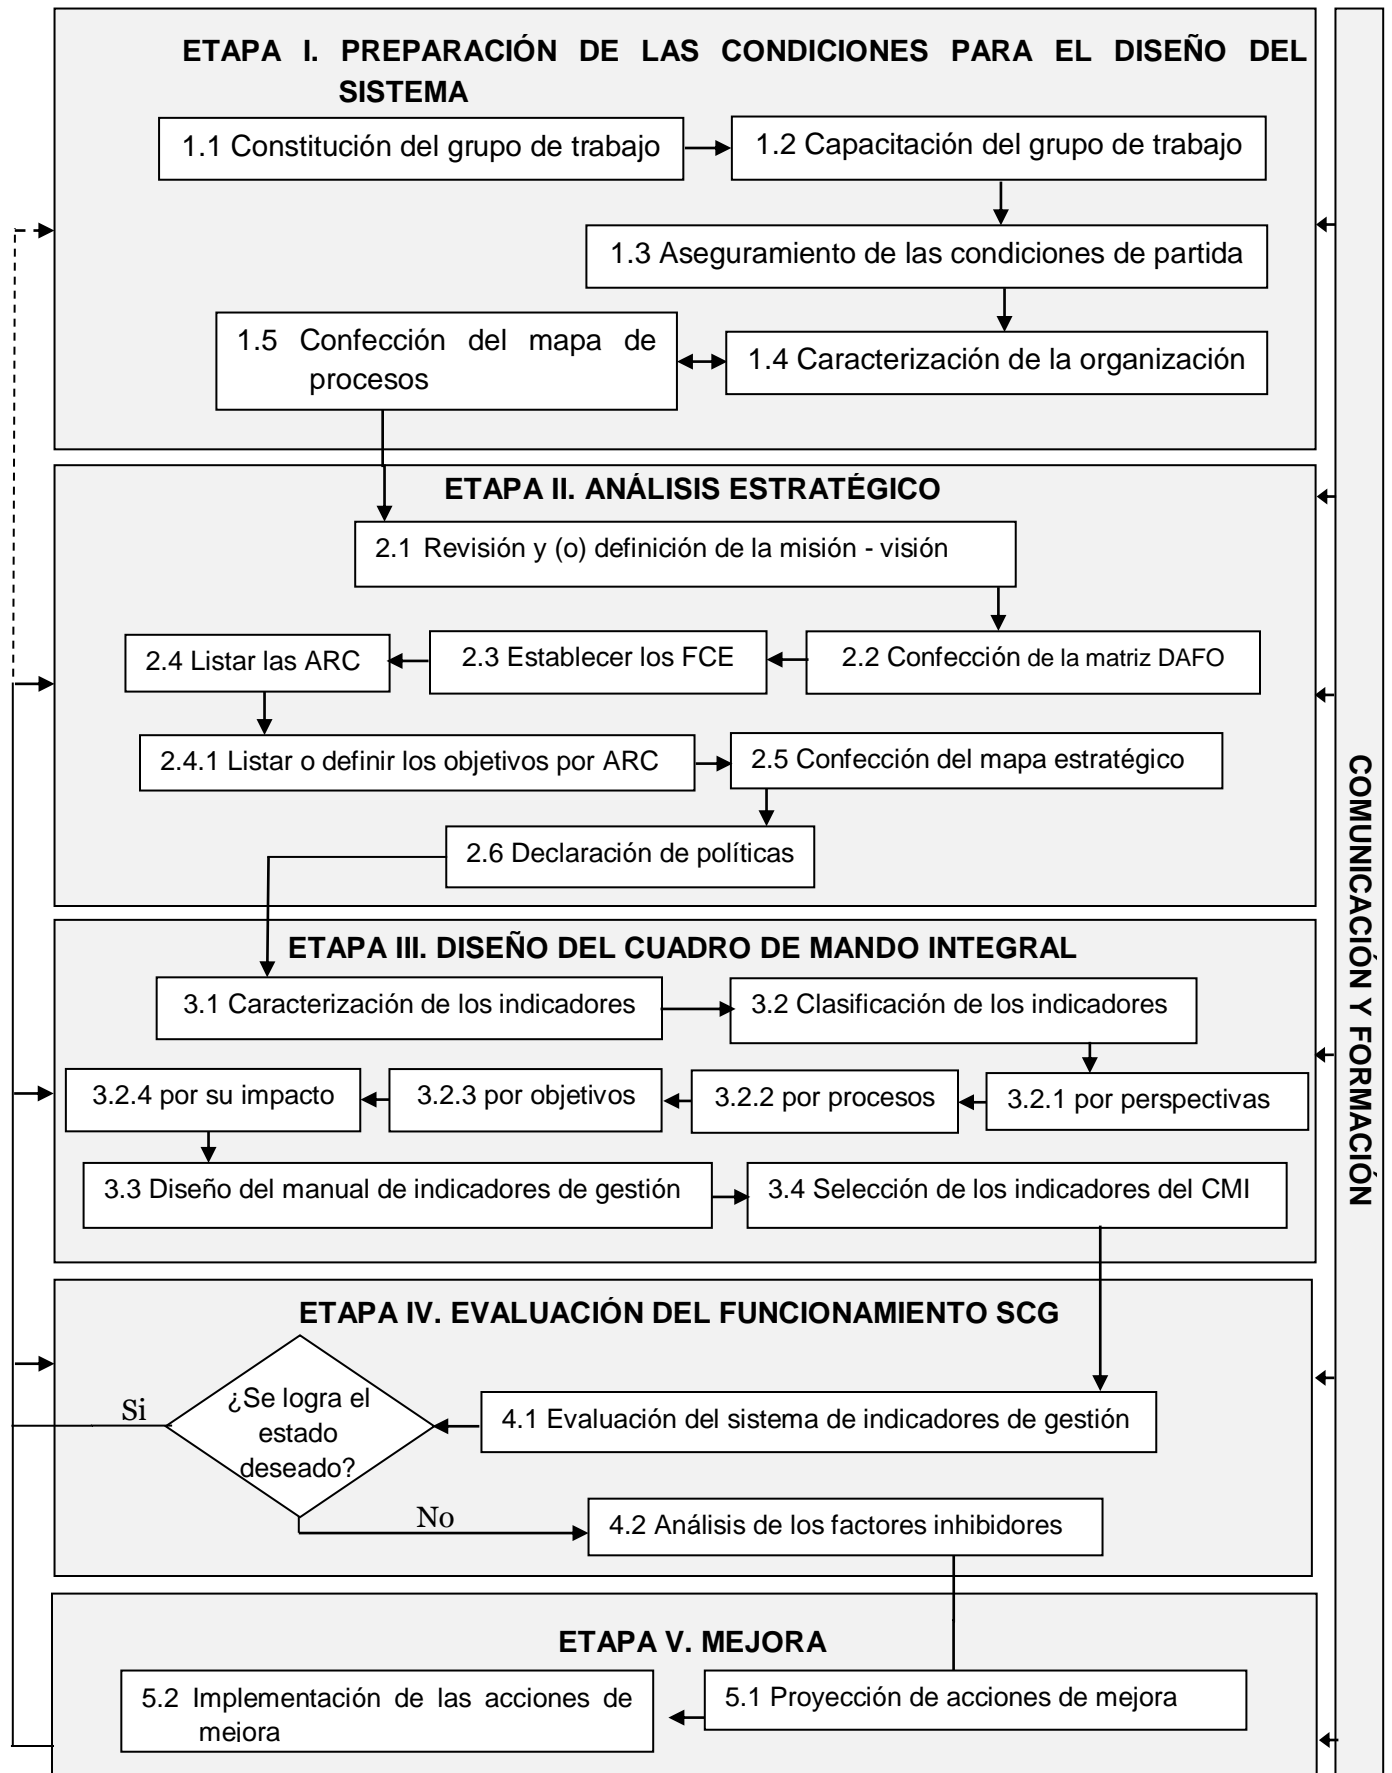 ETAPA I. PREPARACIÓN DE LAS CONDICIONES PARA EL DISEÑO DEL
SISTEMA
1.1 Constitución del grupo de trabajo
1.2 Capacitación del grupo de trabajo
1.3 Aseguramiento de las condiciones de partida
1.5 Confección del mapa de
procesos
1.4 Caracterización de la organización
ETAPA II. ANÁLISIS ESTRATÉGICO
2.1 Revisión y (o) definición de la misión - visión
2.4 Listar las ARC
2.3 Establecer los FCE
2.2 Confección de la matriz DAFO
2.4.1 Listar o definir los objetivos por ARC
2.5 Confección del mapa estratégico
2.6 Declaración de políticas
ETAPA III. DISEÑO DEL CUADRO DE MANDO INTEGRAL
3.1 Caracterización de los indicadores
3.2 Clasificación de los indicadores
3.2.4 por su impacto
3.2.3 por objetivos
3.2.2 por procesos
3.2.1 por perspectivas
3.3 Diseño del manual de indicadores de gestión
3.4 Selección de los indicadores del CMI
ETAPA IV. EVALUACIÓN DEL FUNCIONAMIENTO SCG
Si
¿Se logra el
estado
deseado?
4.1 Evaluación del sistema de indicadores de gestión
No
4.2 Análisis de los factores inhibidores
ETAPA V. MEJORA
5.2 Implementación de las acciones de
mejora
5.1 Proyección de acciones de mejora
COMUNICACIÓN Y FORMACIÓN